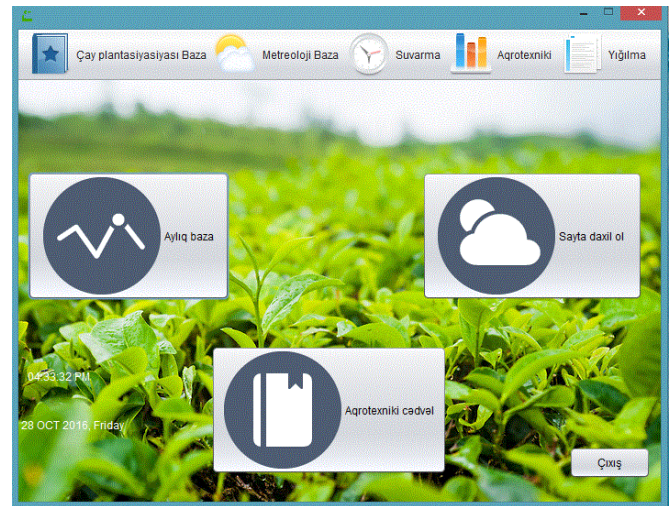 Çay plantasiyasiyası Baza
Metreoloji Baza
Suvarma
Aqrotexniki
Yığılma
Aylıq baza
Sayta daxil ol
04:33:32 PM
Aqrotexniki cədvəl
28 OCT 2016, Friday
Çıxış